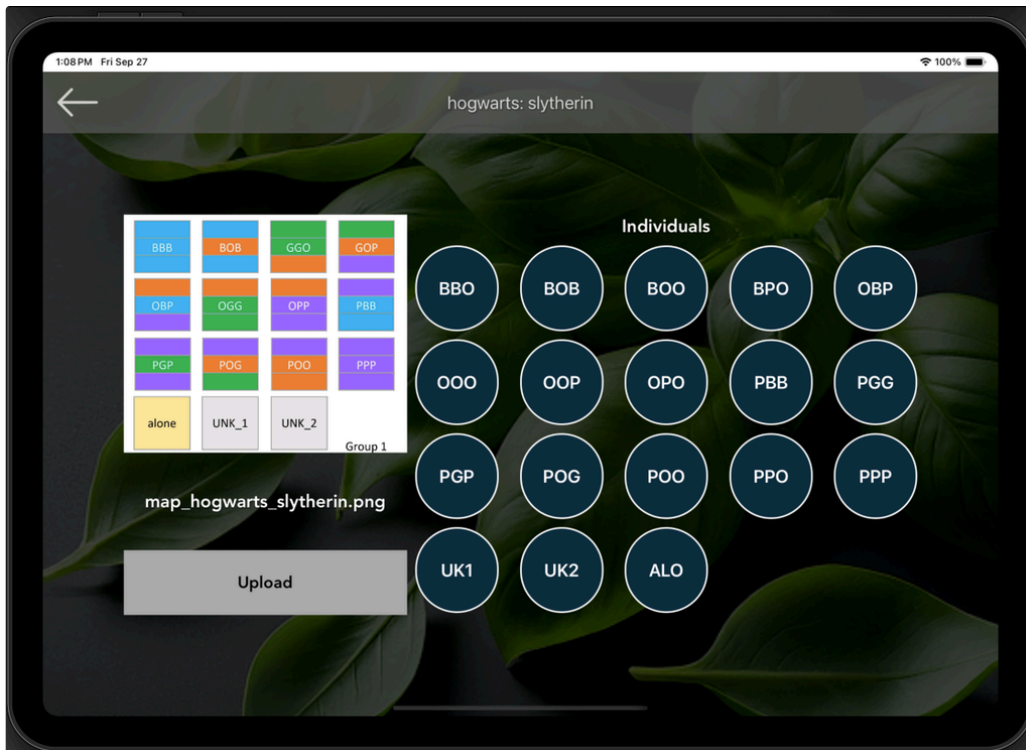 1:08 PM Fri Sep 27 100%
hogwarts: slytherin
BBB BOB GGO GOP
OBP OGG OPP PBB
PGP POG POO PPP
alone UNK_1 UNK_2
Group 1
map_hogwarts_slytherin.png
Upload
Individuals
BBO BOB BOO BPO OBP
OOO OOP OPO PBB PGG
PGP POG POO PPO PPP
UK1 UK2 ALO